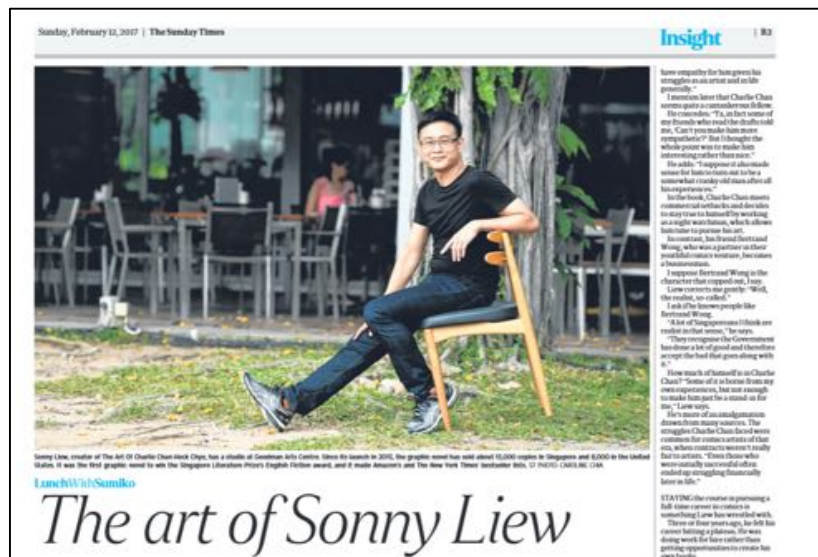 Sunday, February 12, 2017 | The Sunday Times
Insight | B3
Sonny Liew, creator of The Art Of Charlie Chan Hock Chye, has a studio at Goodman Arts Centre. Since its launch in 2015, the graphic novel has sold about 15,000 copies in Singapore and 9,000 in the United
States. It was the first graphic novel to win the Singapore Literature Prize's English Fiction award, and it made Amazon's and The New York Times' bestseller lists. ST PHOTO: CAROLINE CHIA
LunchWithSumiko
The art of Sonny Liew
have empathy for him given his
struggles as an artist and in life
generally."
I mention later that Charlie Chan
seems quite a cantankerous fellow.
He concedes: "Ya, in fact some of
my friends who read the drafts told
me, 'Can't you make him more
sympathetic?' But I thought the
whole point was to make him
interesting rather than nice."
He adds: "I suppose it also made
sense for him to turn out to be a
somewhat cranky old man after all
his experiences."
In the book, Charlie Chan meets
commercial setbacks and decides
to stay true to himself by working
as a night watchman, which allows
him time to pursue his art.
In contrast, his friend Bertrand
Wong, who was a partner in their
youthful comics venture, becomes
a businessman.
I suppose Bertrand Wong is the
character that copped out, I say.
Liew corrects me gently: "Well,
the realist, so-called."
I ask if he knows people like
Bertrand Wong.
"A lot of Singaporeans I think are
realist in that sense," he says.
"They recognise the Government
has done a lot of good and therefore
accept the bad that goes along with
it."
How much of himself is in Charlie
Chan? "Some of it is borne from my
own experiences, but not enough
to make him just be a stand-in for
me," Liew says.
He's more of an amalgamation
drawn from many sources. The
struggles Charlie Chan faced were
common for comics artists of that
era, when contracts weren't really
fair to artists. "Even those who
were initially successful often
ended up struggling financially
later in life."
STAYING the course in pursuing a
full-time career in comics is
something Liew has wrestled with.
Three or four years ago, he felt his
career hitting a plateau. He was
doing work for hire rather than
getting opportunities to create his
own books.